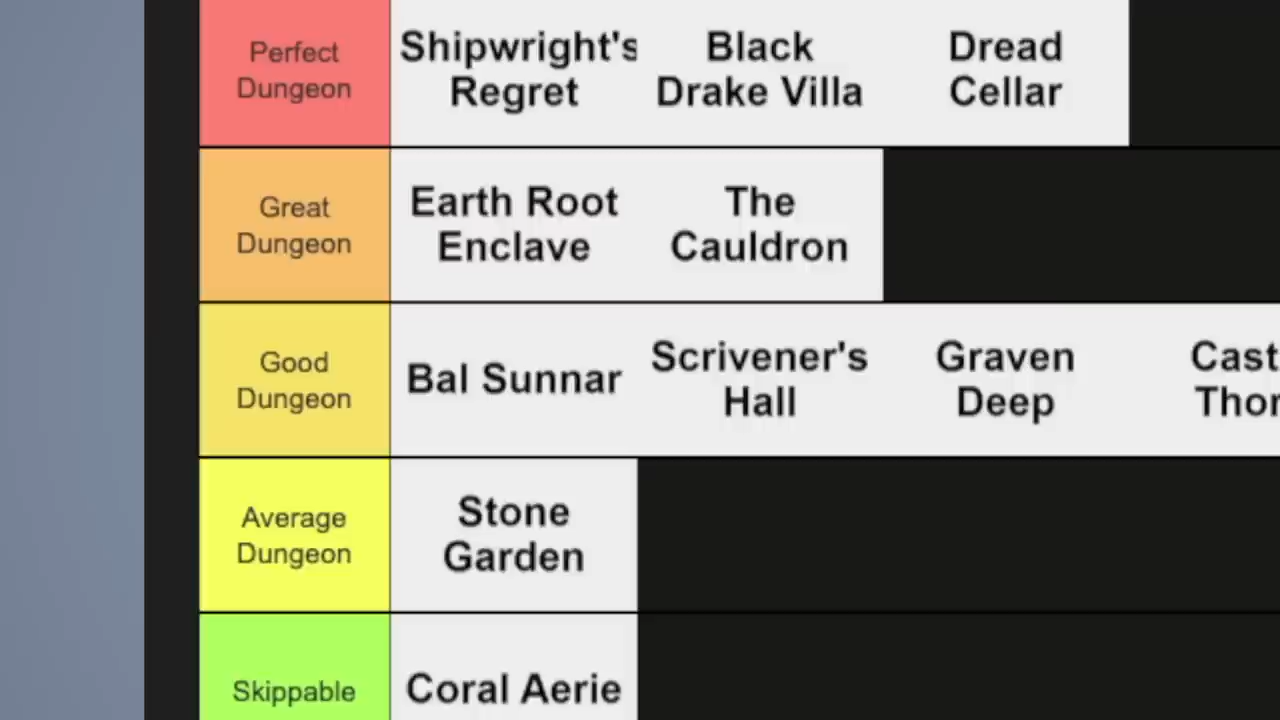 Perfect
Dungeon
Shipwright's
Regret
Black
Drake Villa
Dread
Cellar
Great
Dungeon
Earth Root
Enclave
The
Cauldron
Good
Dungeon
Bal Sunnar
Scrivener's
Hall
Graven
Deep
Average
Dungeon
Stone
Garden
Skippable
Coral Aerie